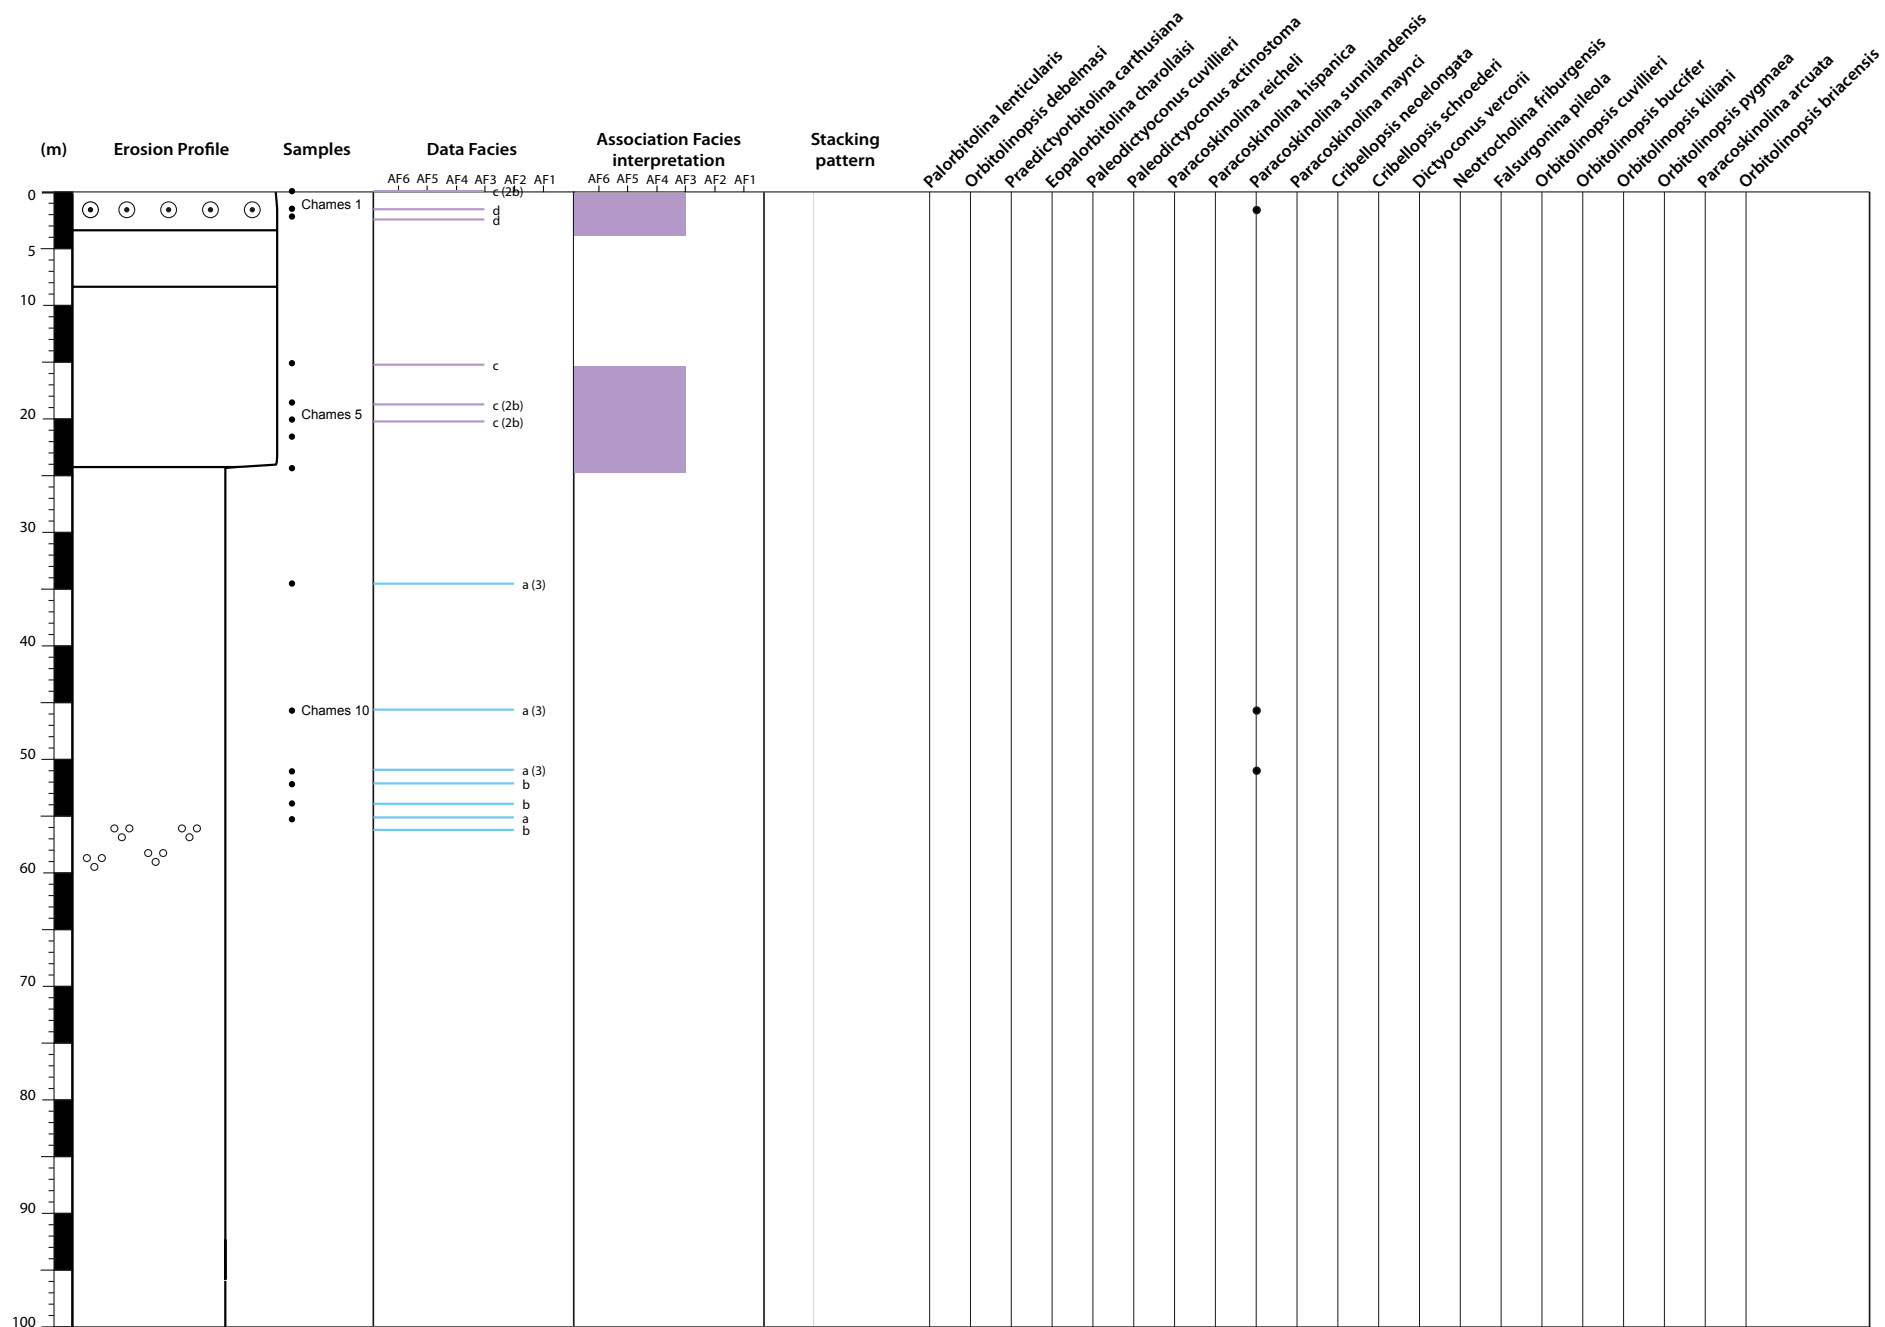 Palorbitolina lenticularis
Orbitolinopsis debelmasi
Praedictyorbitolina carthusiana
Eopalorbitolina charollaisi
Paleodictyoconus cuvillieri
Paleodictyoconus actinostoma
Paracoskinolina reicheli
Paracoskinolina hispanica
Paracoskinolina sunnilandensis
Paracoskinolina maynci
Cribellopsis neoelongata
Cribellopsis schroederi
Dictyoconus vercorii
Neotrocholina friburgensis
Falsurgonina pileola
Orbitolinopsis cuvillieri
Orbitolinopsis buccifer
Orbitolinopsis kiliani
Orbitolinopsis pygmaea
Paracoskinolina arcuata
Orbitolinopsis briacensis
(m)
Erosion Profile
Samples
Data Facies
Association Facies
interpretation
Stacking
pattern
AF6 AF5 AF4 AF3 AF2 AF1
AF6 AF5 AF4 AF3 AF2 AF1
0
c (2b)
Chames 1
d
d
5
10
c
c (2b)
20
Chames 5
c (2b)
30
a (3)
40
Chames 10
a (3)
50
a (3)
b
b
a
b
60
70
80
90
100